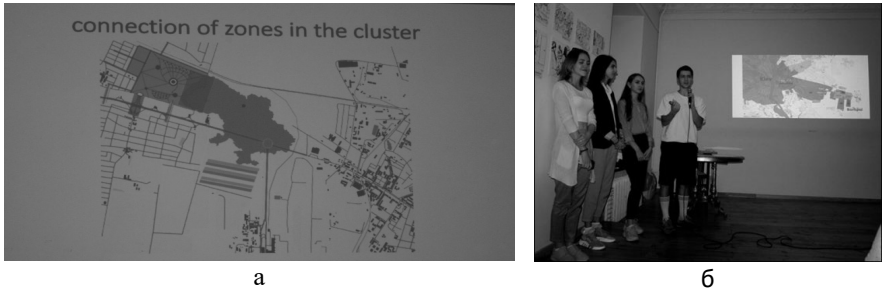 connection of zones in the cluster
а
б